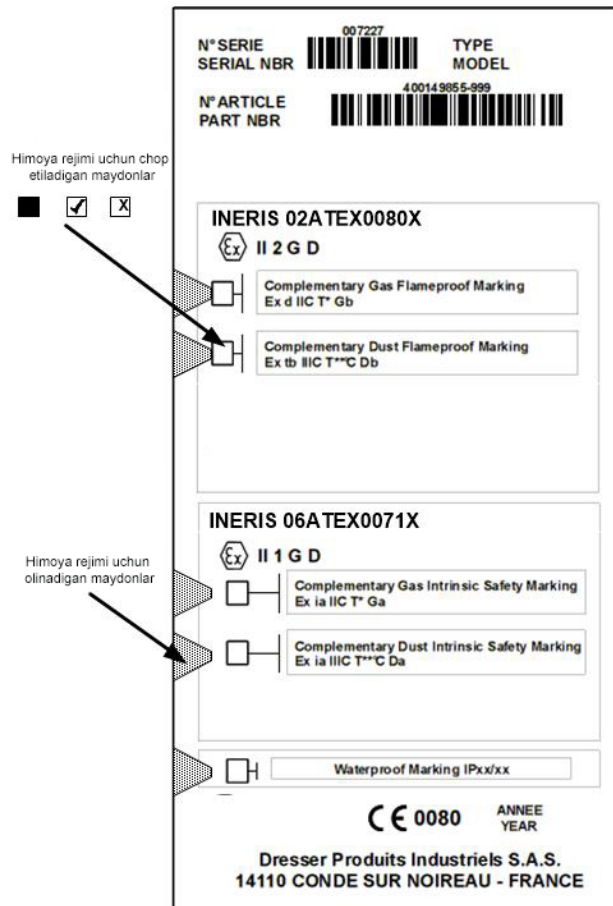 007227
N°SERIE
SERIAL NBR
TYPE
MODEL
400149855-999
N°ARTICLE
PART NBR
Himoya rejimi uchun chop
etiladigan maydonlar
X
INERIS 02ATEX0080X
Ex II 2 G D
Complementary Gas Flameproof Marking
Ex d IIC T* Gb
Complementary Dust Flameproof Marking
Ex tb IIIC T**°C Db
INERIS 06ATEX0071X
Ex II 1 G D
Himoya rejimi uchun
olinadigan maydonlar
Complementary Gas Intrinsic Safety Marking
Ex ia IIC T* Ga
Complementary Dust Intrinsic Safety Marking
Ex ia IIIC T**°C Da
Waterproof Marking IPxx/xx
CE 0080
ANNEE
YEAR
Dresser Produits Industriels S.A.S.
14110 CONDE SUR NOIREAU - FRANCE